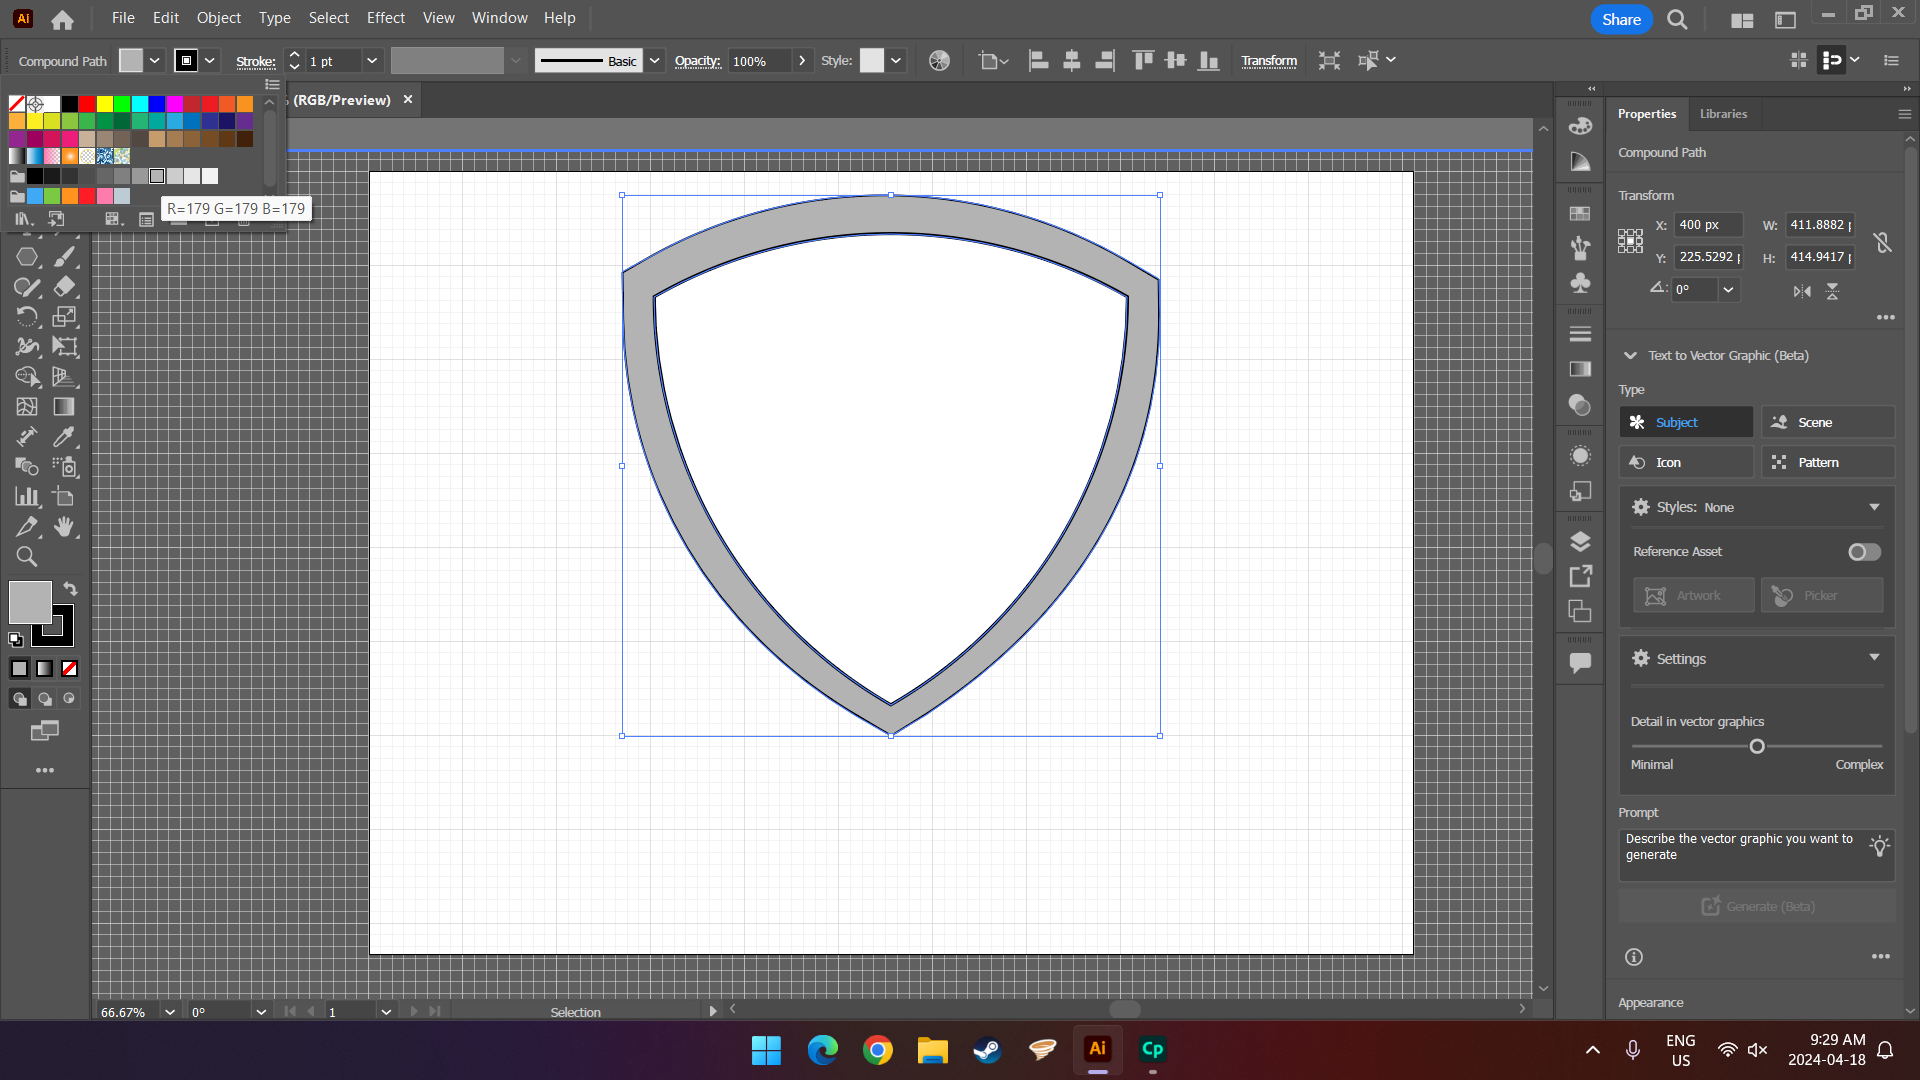 Ai File Edit Object Type Select Effect View Window Help Share
Compound Path Stroke: 1 pt Basic Opacity: 100% Style: Transform
(RGB/Preview) ×
R=179 G=179 B=179
Properties Libraries
Compound Path
Transform
X: 400 px W: 411.8882
Y: 225.5292 H: 414.9417
0°
Text to Vector Graphic (Beta)
Type
Subject Scene
Icon Pattern
Styles: None
Reference Asset
Artwork Picker
Settings
Detail in vector graphics
Minimal Complex
Prompt
Describe the vector graphic you want to
generate
Generate (Beta)
Appearance
66.67% 0° 1 Selection
Ai Cp
ENG
US
9:29 AM
2024-04-18